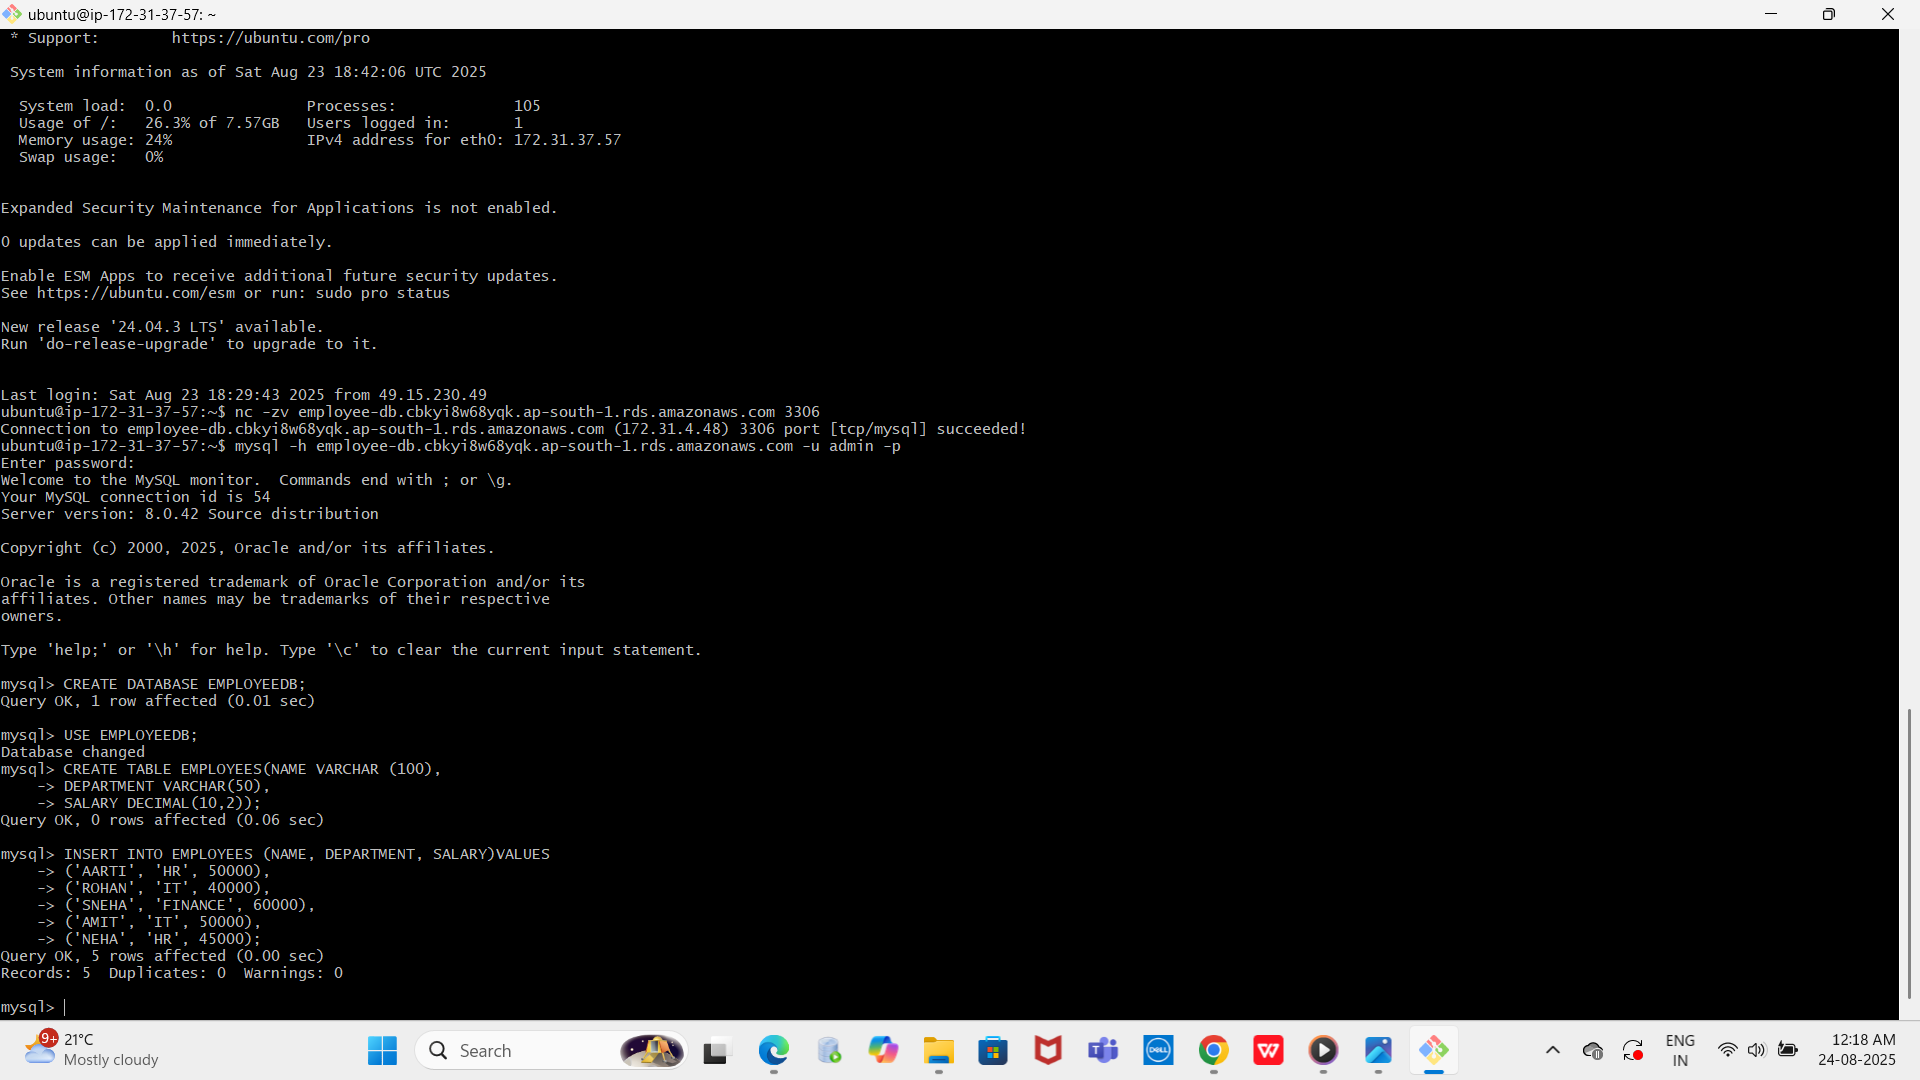 ubuntu@ip-172-31-37-57: ~
* Support:        https://ubuntu.com/pro
System information as of Sat Aug 23 18:42:06 UTC 2025
System load:  0.0               Processes:             105
Usage of /:   26.3% of 7.57GB   Users logged in:       1
Memory usage: 24%               IPv4 address for eth0: 172.31.37.57
Swap usage:   0%
Expanded Security Maintenance for Applications is not enabled.
0 updates can be applied immediately.
Enable ESM Apps to receive additional future security updates.
See https://ubuntu.com/esm or run: sudo pro status
New release '24.04.3 LTS' available.
Run 'do-release-upgrade' to upgrade to it.
Last login: Sat Aug 23 18:29:43 2025 from 49.15.230.49
ubuntu@ip-172-31-37-57:~$ nc -zv employee-db.cbkyi8w68yqk.ap-south-1.rds.amazonaws.com 3306
Connection to employee-db.cbkyi8w68yqk.ap-south-1.rds.amazonaws.com (172.31.4.48) 3306 port [tcp/mysql] succeeded!
ubuntu@ip-172-31-37-57:~$ mysql -h employee-db.cbkyi8w68yqk.ap-south-1.rds.amazonaws.com -u admin -p
Enter password:
Welcome to the MySQL monitor.  Commands end with ; or \g.
Your MySQL connection id is 54
Server version: 8.0.42 Source distribution
Copyright (c) 2000, 2025, Oracle and/or its affiliates.
Oracle is a registered trademark of Oracle Corporation and/or its
affiliates. Other names may be trademarks of their respective
owners.
Type 'help;' or '\h' for help. Type '\c' to clear the current input statement.
mysql> CREATE DATABASE EMPLOYEEDB;
Query OK, 1 row affected (0.01 sec)
mysql> USE EMPLOYEEDB;
Database changed
mysql> CREATE TABLE EMPLOYEES(NAME VARCHAR (100),
    -> DEPARTMENT VARCHAR(50),
    -> SALARY DECIMAL(10,2));
Query OK, 0 rows affected (0.06 sec)
mysql> INSERT INTO EMPLOYEES (NAME, DEPARTMENT, SALARY)VALUES
    -> ('AARTI', 'HR', 50000),
    -> ('ROHAN', 'IT', 40000),
    -> ('SNEHA', 'FINANCE', 60000),
    -> ('AMIT', 'IT', 50000),
    -> ('NEHA', 'HR', 45000);
Query OK, 5 rows affected (0.00 sec)
Records: 5  Duplicates: 0  Warnings: 0
mysql>
9+ 21°C
Mostly cloudy
Search
DELL
W
ENG
IN
12:18 AM
24-08-2025